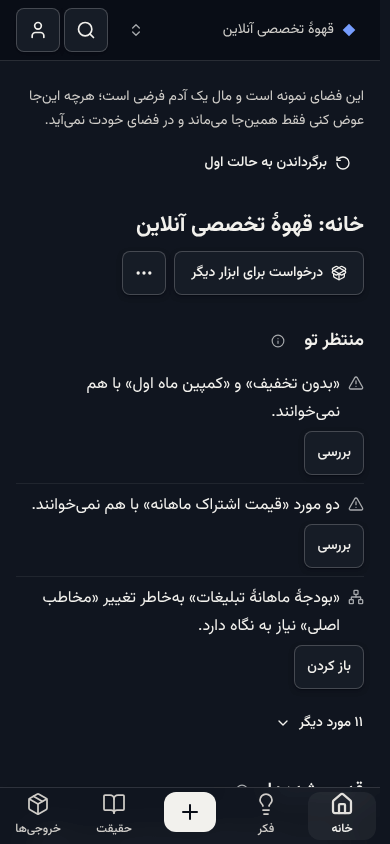 قهوهٔ تخصصی آنلاین
این فضای نمونه است و مال یک آدم فرضی است؛ هرچه این‌جا
عوض کنی فقط همین‌جا می‌ماند و در فضای خودت نمی‌آید.
برگرداندن به حالت اول
خانه: قهوهٔ تخصصی آنلاین
درخواست برای ابزار دیگر
منتظر تو
«بدون تخفیف» و «کمپین ماه اول» با هم
نمی‌خوانند.
بررسی
دو مورد «قیمت اشتراک ماهانه» با هم نمی‌خوانند.
بررسی
«بودجهٔ ماهانهٔ تبلیغات» به‌خاطر تغییر «مخاطب
اصلی» نیاز به نگاه دارد.
باز کردن
۱۱ مورد دیگر
خانه
فکر
حقیقت
خروجی‌ها